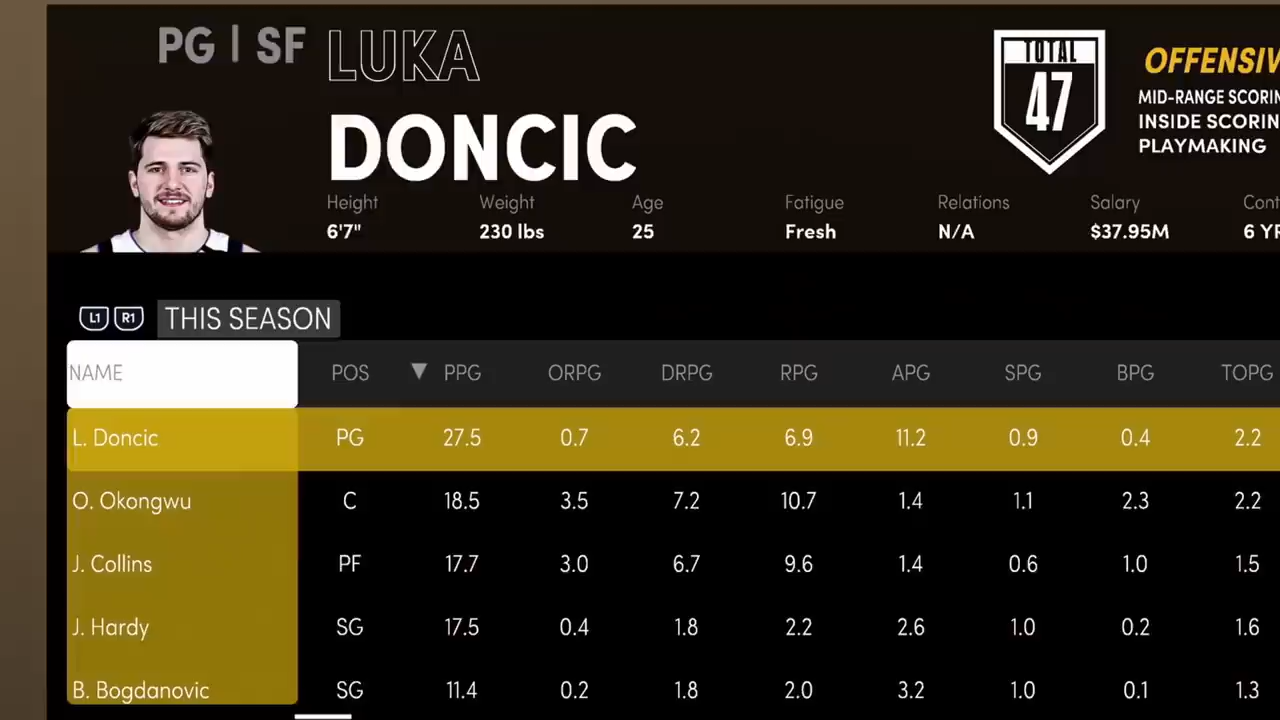 PG | SF LUKA
DONCIC
TOTAL
47
OFFENSIV
MID-RANGE SCORIN
INSIDE SCORIN
PLAYMAKING
Height Weight Age Fatigue Relations Salary Cont
6'7" 230 lbs 25 Fresh N/A $37.95M 6 YR
L1 R1 THIS SEASON
NAME POS ▼ PPG ORPG DRPG RPG APG SPG BPG TOPG
L. Doncic PG 27.5 0.7 6.2 6.9 11.2 0.9 0.4 2.2
O. Okongwu C 18.5 3.5 7.2 10.7 1.4 1.1 2.3 2.2
J. Collins PF 17.7 3.0 6.7 9.6 1.4 0.6 1.0 1.5
J. Hardy SG 17.5 0.4 1.8 2.2 2.6 1.0 0.2 1.6
B. Bogdanovic SG 11.4 0.2 1.8 2.0 3.2 1.0 0.1 1.3